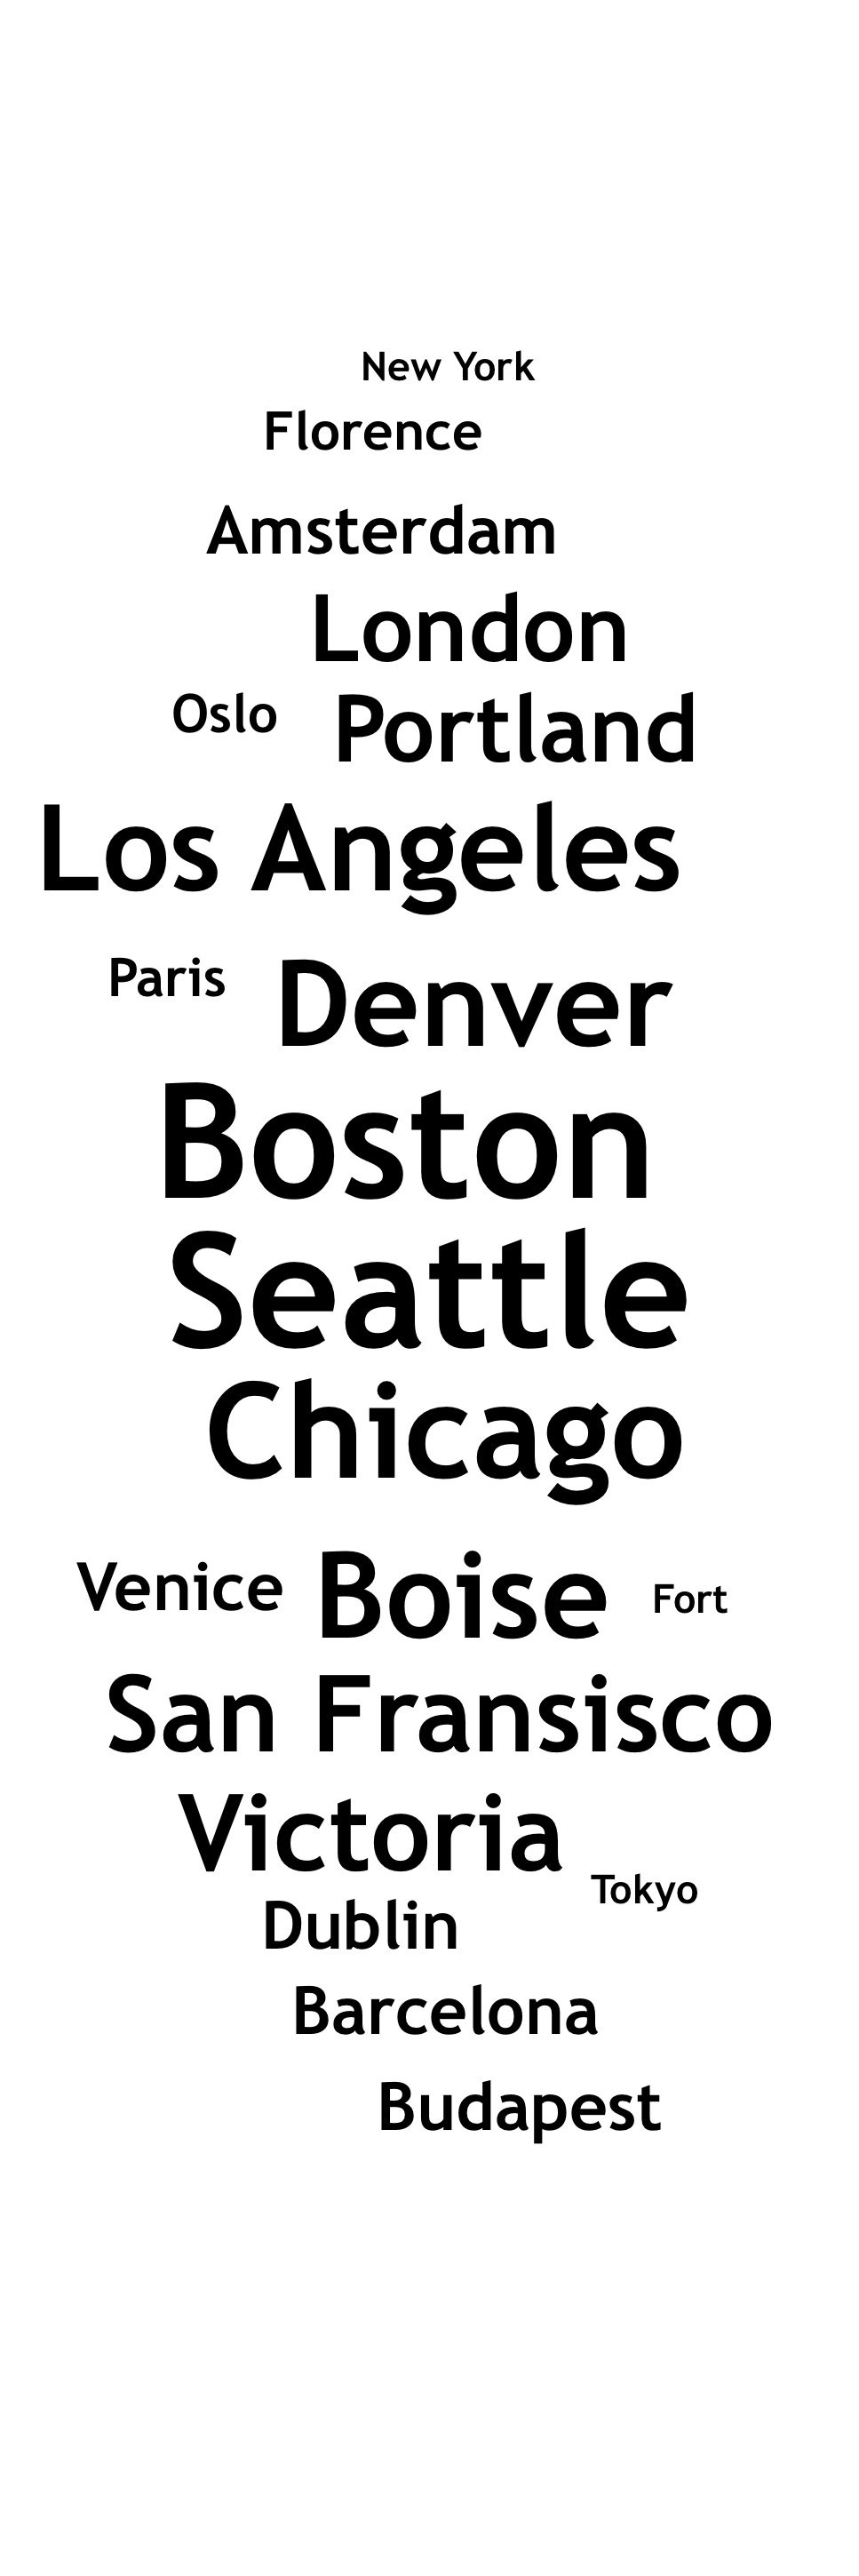 New York
Florence
Amsterdam
London
Oslo Portland
Los Angeles
Paris Denver
Boston
Seattle
Chicago
Venice Boise Fort
San Fransisco
Victoria
Tokyo
Dublin
Barcelona
Budapest